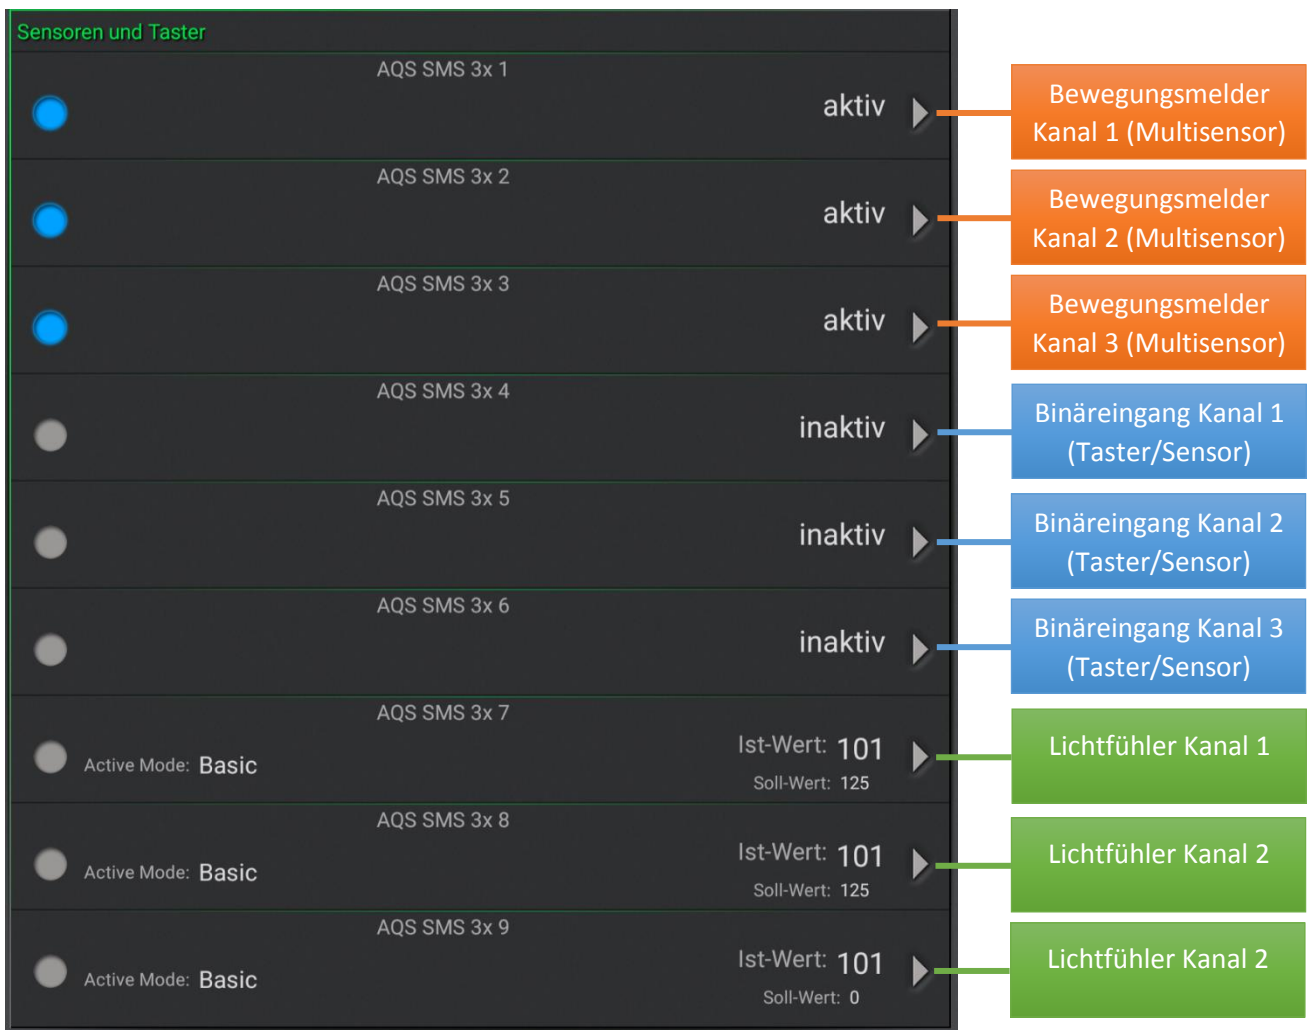 Sensoren und Taster
AQS SMS 3x 1
aktiv
Bewegungsmelder
Kanal 1 (Multisensor)
AQS SMS 3x 2
aktiv
Bewegungsmelder
Kanal 2 (Multisensor)
AQS SMS 3x 3
aktiv
Bewegungsmelder
Kanal 3 (Multisensor)
AQS SMS 3x 4
inaktiv
Binäreingang Kanal 1
(Taster/Sensor)
AQS SMS 3x 5
inaktiv
Binäreingang Kanal 2
(Taster/Sensor)
AQS SMS 3x 6
inaktiv
Binäreingang Kanal 3
(Taster/Sensor)
AQS SMS 3x 7
Active Mode: Basic
Ist-Wert: 101
Soll-Wert: 125
Lichtfühler Kanal 1
AQS SMS 3x 8
Active Mode: Basic
Ist-Wert: 101
Soll-Wert: 125
Lichtfühler Kanal 2
AQS SMS 3x 9
Active Mode: Basic
Ist-Wert: 101
Soll-Wert: 0
Lichtfühler Kanal 2